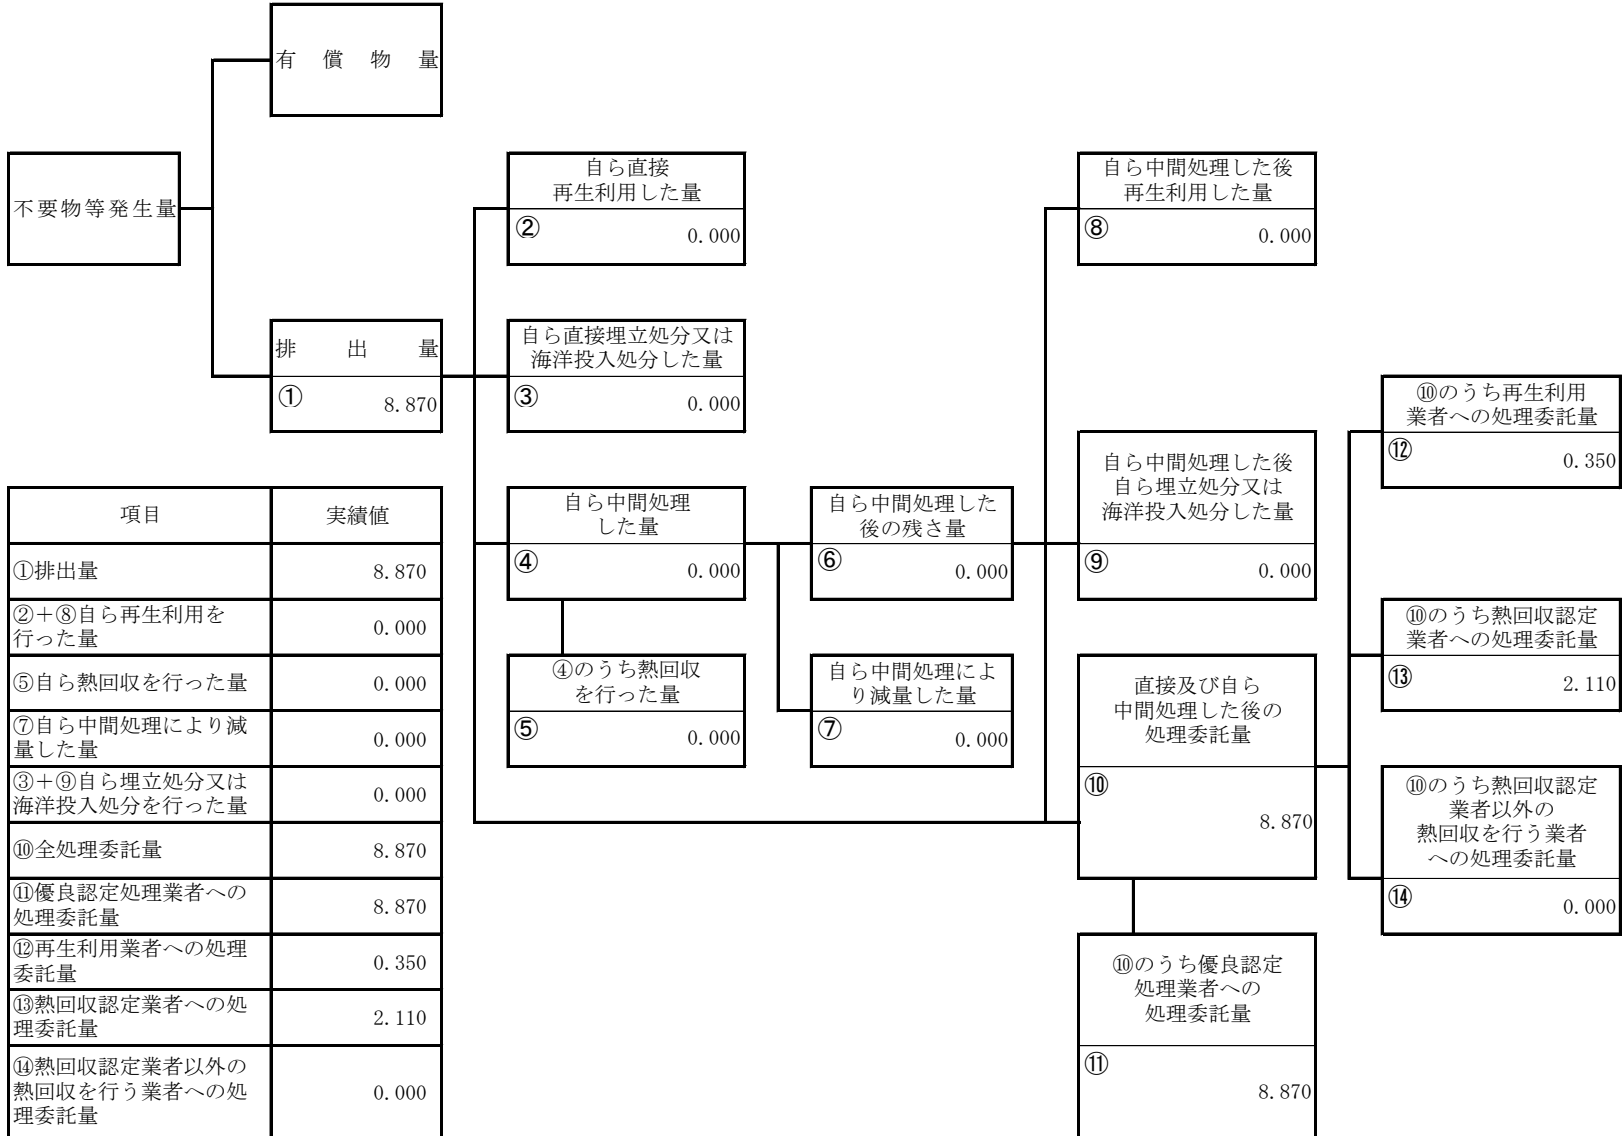 有償物量
不要物等発生量
自ら直接
再生利用した量
② 0.000
自ら中間処理した後
再生利用した量
⑧ 0.000
排出量
① 8.870
自ら直接埋立処分又は
海洋投入処分した量
③ 0.000
⑩のうち再生利用
業者への処理委託量
⑫ 0.350
自ら中間処理した後
自ら埋立処分又は
海洋投入処分した量
⑨ 0.000
自ら中間処理
した量
④ 0.000
自ら中間処理した
後の残さ量
⑥ 0.000
④のうち熱回収
を行った量
⑤ 0.000
自ら中間処理によ
り減量した量
⑦ 0.000
直接及び自ら
中間処理した後の
処理委託量
⑩
8.870
⑩のうち熱回収認定
業者への処理委託量
⑬ 2.110
⑩のうち熱回収認定
業者以外の
熱回収を行う業者
への処理委託量
⑭ 0.000
⑩のうち優良認定
処理業者への
処理委託量
⑪
8.870
項目 実績値
①排出量 8.870
②＋⑧自ら再生利用を
行った量 0.000
⑤自ら熱回収を行った量 0.000
⑦自ら中間処理により減
量した量 0.000
③＋⑨自ら埋立処分又は
海洋投入処分を行った量 0.000
⑩全処理委託量 8.870
⑪優良認定処理業者への
処理委託量 8.870
⑫再生利用業者への処理
委託量 0.350
⑬熱回収認定業者への処
理委託量 2.110
⑭熱回収認定業者以外の
熱回収を行う業者への処
理委託量 0.000